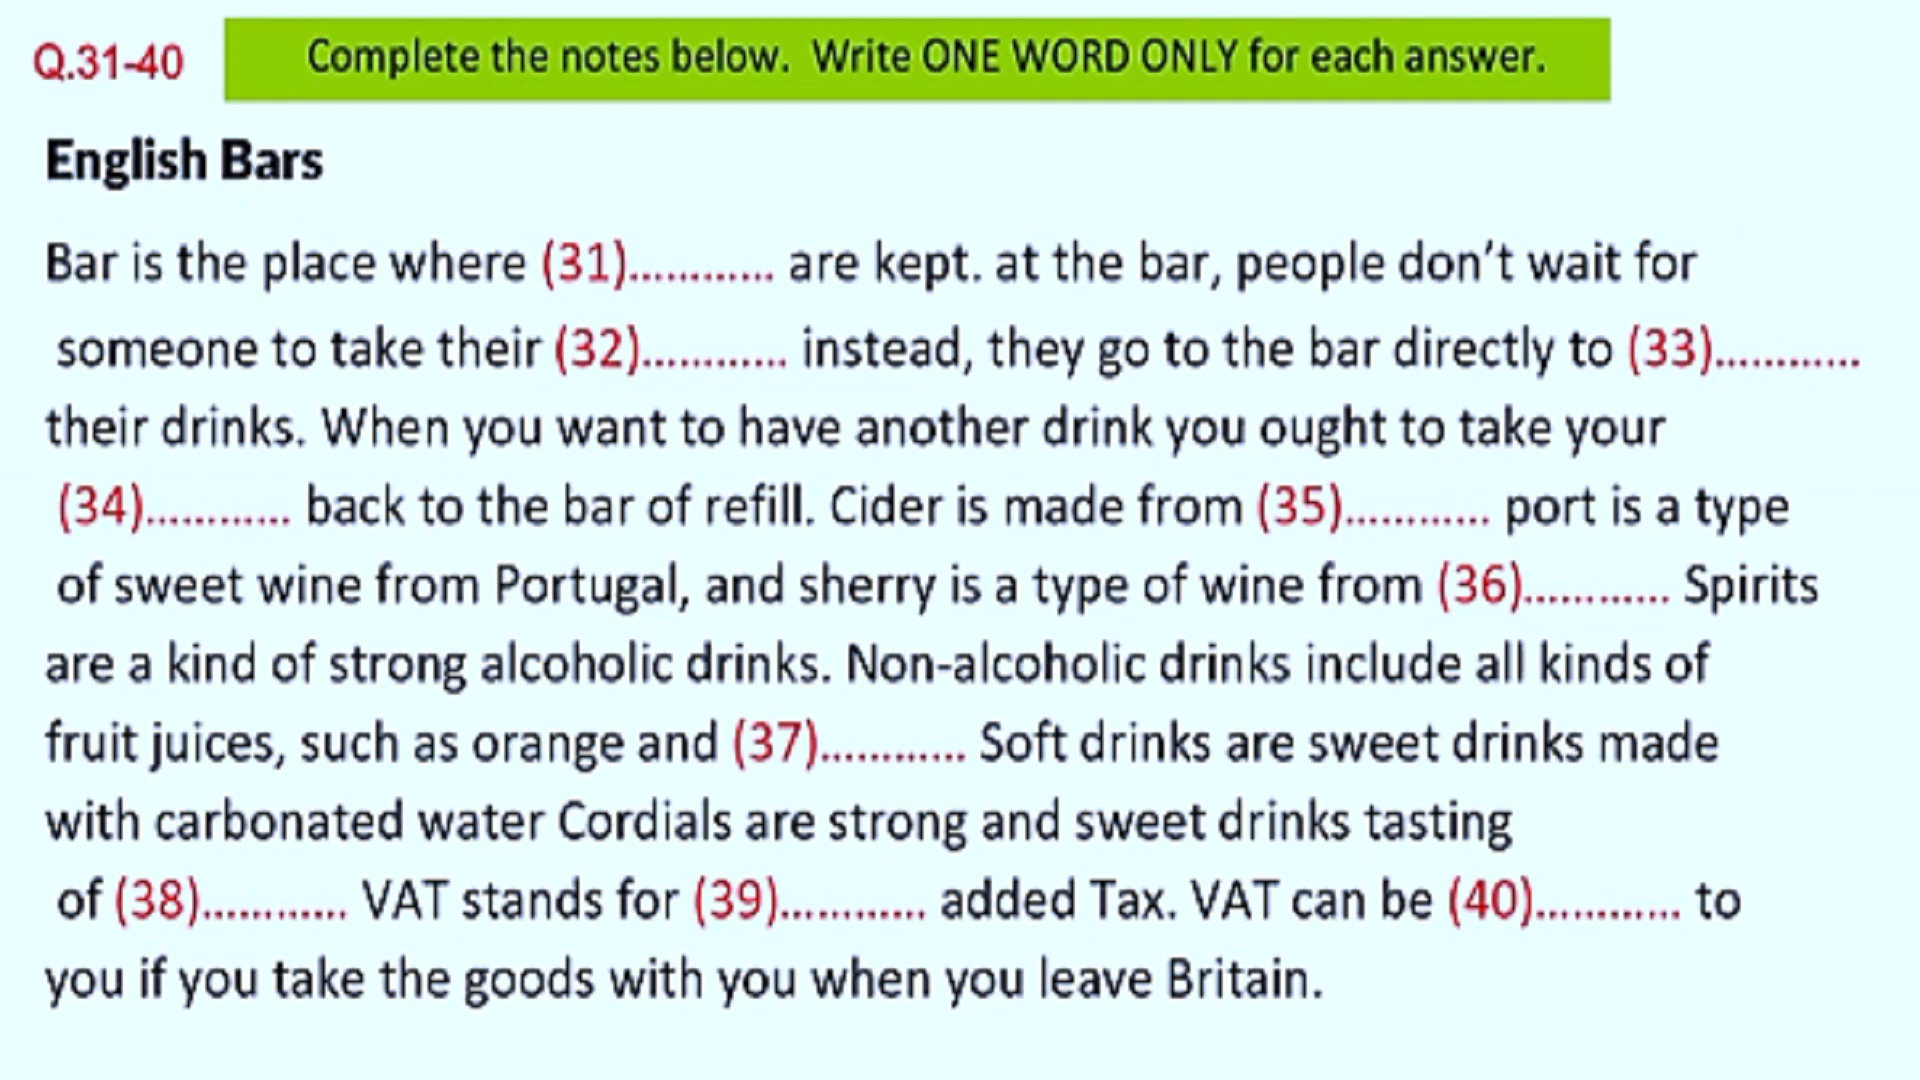 Q.31-40 Complete the notes below. Write ONE WORD ONLY for each answer.
English Bars
Bar is the place where (31)............ are kept. at the bar, people don't wait for
someone to take their (32)............ instead, they go to the bar directly to (33)............
their drinks. When you want to have another drink you ought to take your
(34)............ back to the bar of refill. Cider is made from (35)............ port is a type
of sweet wine from Portugal, and sherry is a type of wine from (36)............ Spirits
are a kind of strong alcoholic drinks. Non-alcoholic drinks include all kinds of
fruit juices, such as orange and (37)............ Soft drinks are sweet drinks made
with carbonated water Cordials are strong and sweet drinks tasting
of (38)............ VAT stands for (39)............ added Tax. VAT can be (40)............ to
you if you take the goods with you when you leave Britain.